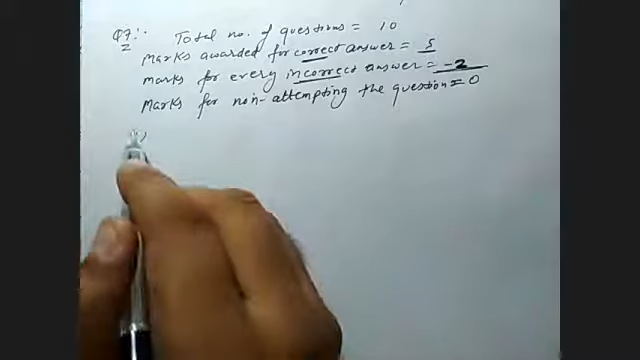 Q7:- Total no. of questions = 10
Marks awarded for correct answer = 5
Marks for every incorrect answer = -2
Marks for non-attempting the question = 0